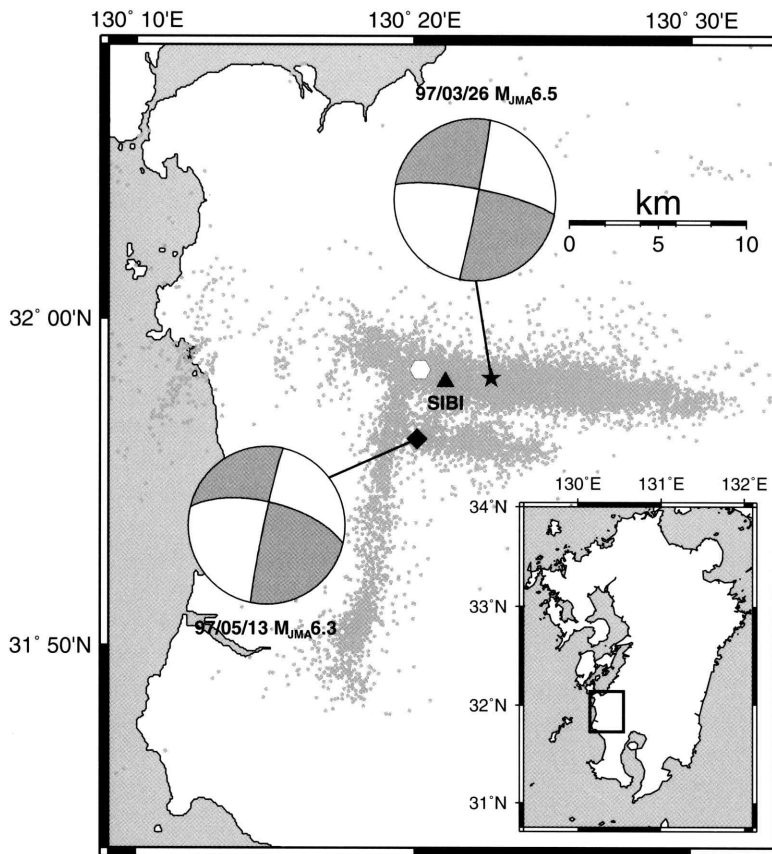 130° 10'E 130° 20'E 130° 30'E
97/03/26 MJMA6.5
km
0 5 10
32° 00'N
SIBI
31° 50'N
97/05/13 MJMA6.3
130˚E 131˚E 132˚E
34˚N
33˚N
32˚N
31˚N